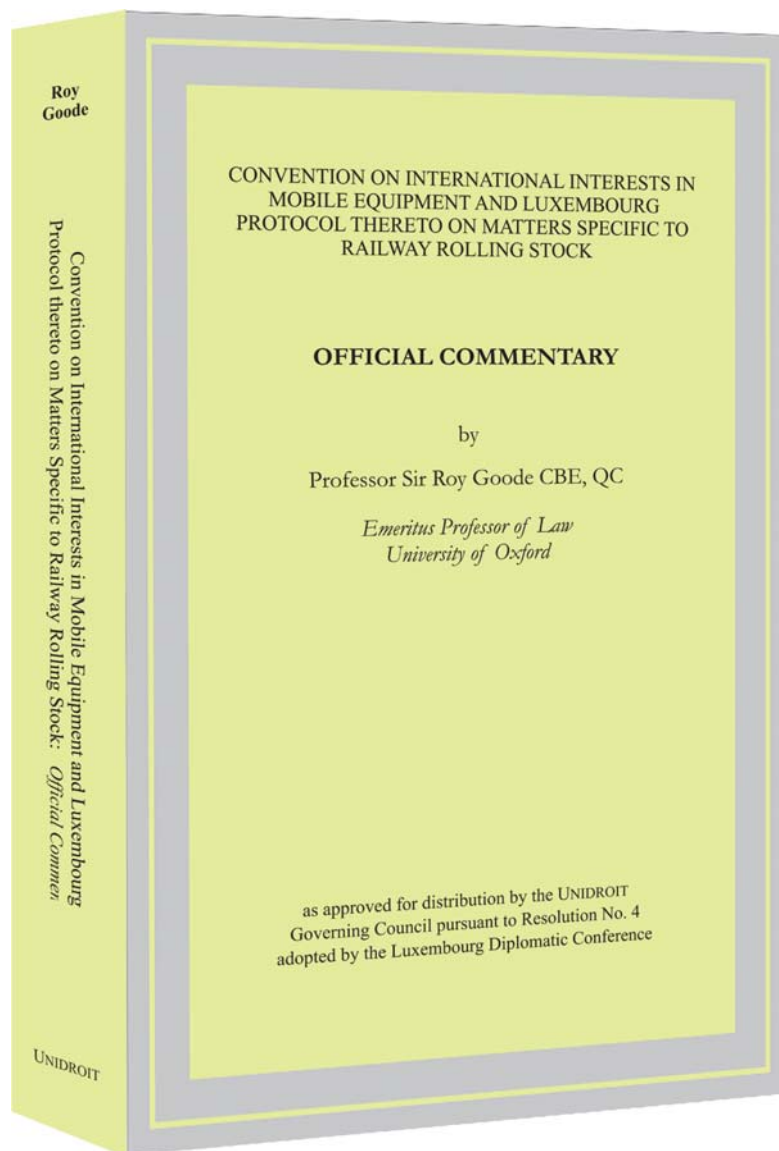 Roy
Goode
Convention on International Interests in Mobile Equipment and Luxembourg
Protocol thereto on Matters Specific to Railway Rolling Stock: Official Commen
UNIDROIT
CONVENTION ON INTERNATIONAL INTERESTS IN
MOBILE EQUIPMENT AND LUXEMBOURG
PROTOCOL THERETO ON MATTERS SPECIFIC TO
RAILWAY ROLLING STOCK
OFFICIAL COMMENTARY
by
Professor Sir Roy Goode CBE, QC
Emeritus Professor of Law
University of Oxford
as approved for distribution by the UNIDROIT
Governing Council pursuant to Resolution No. 4
adopted by the Luxembourg Diplomatic Conference